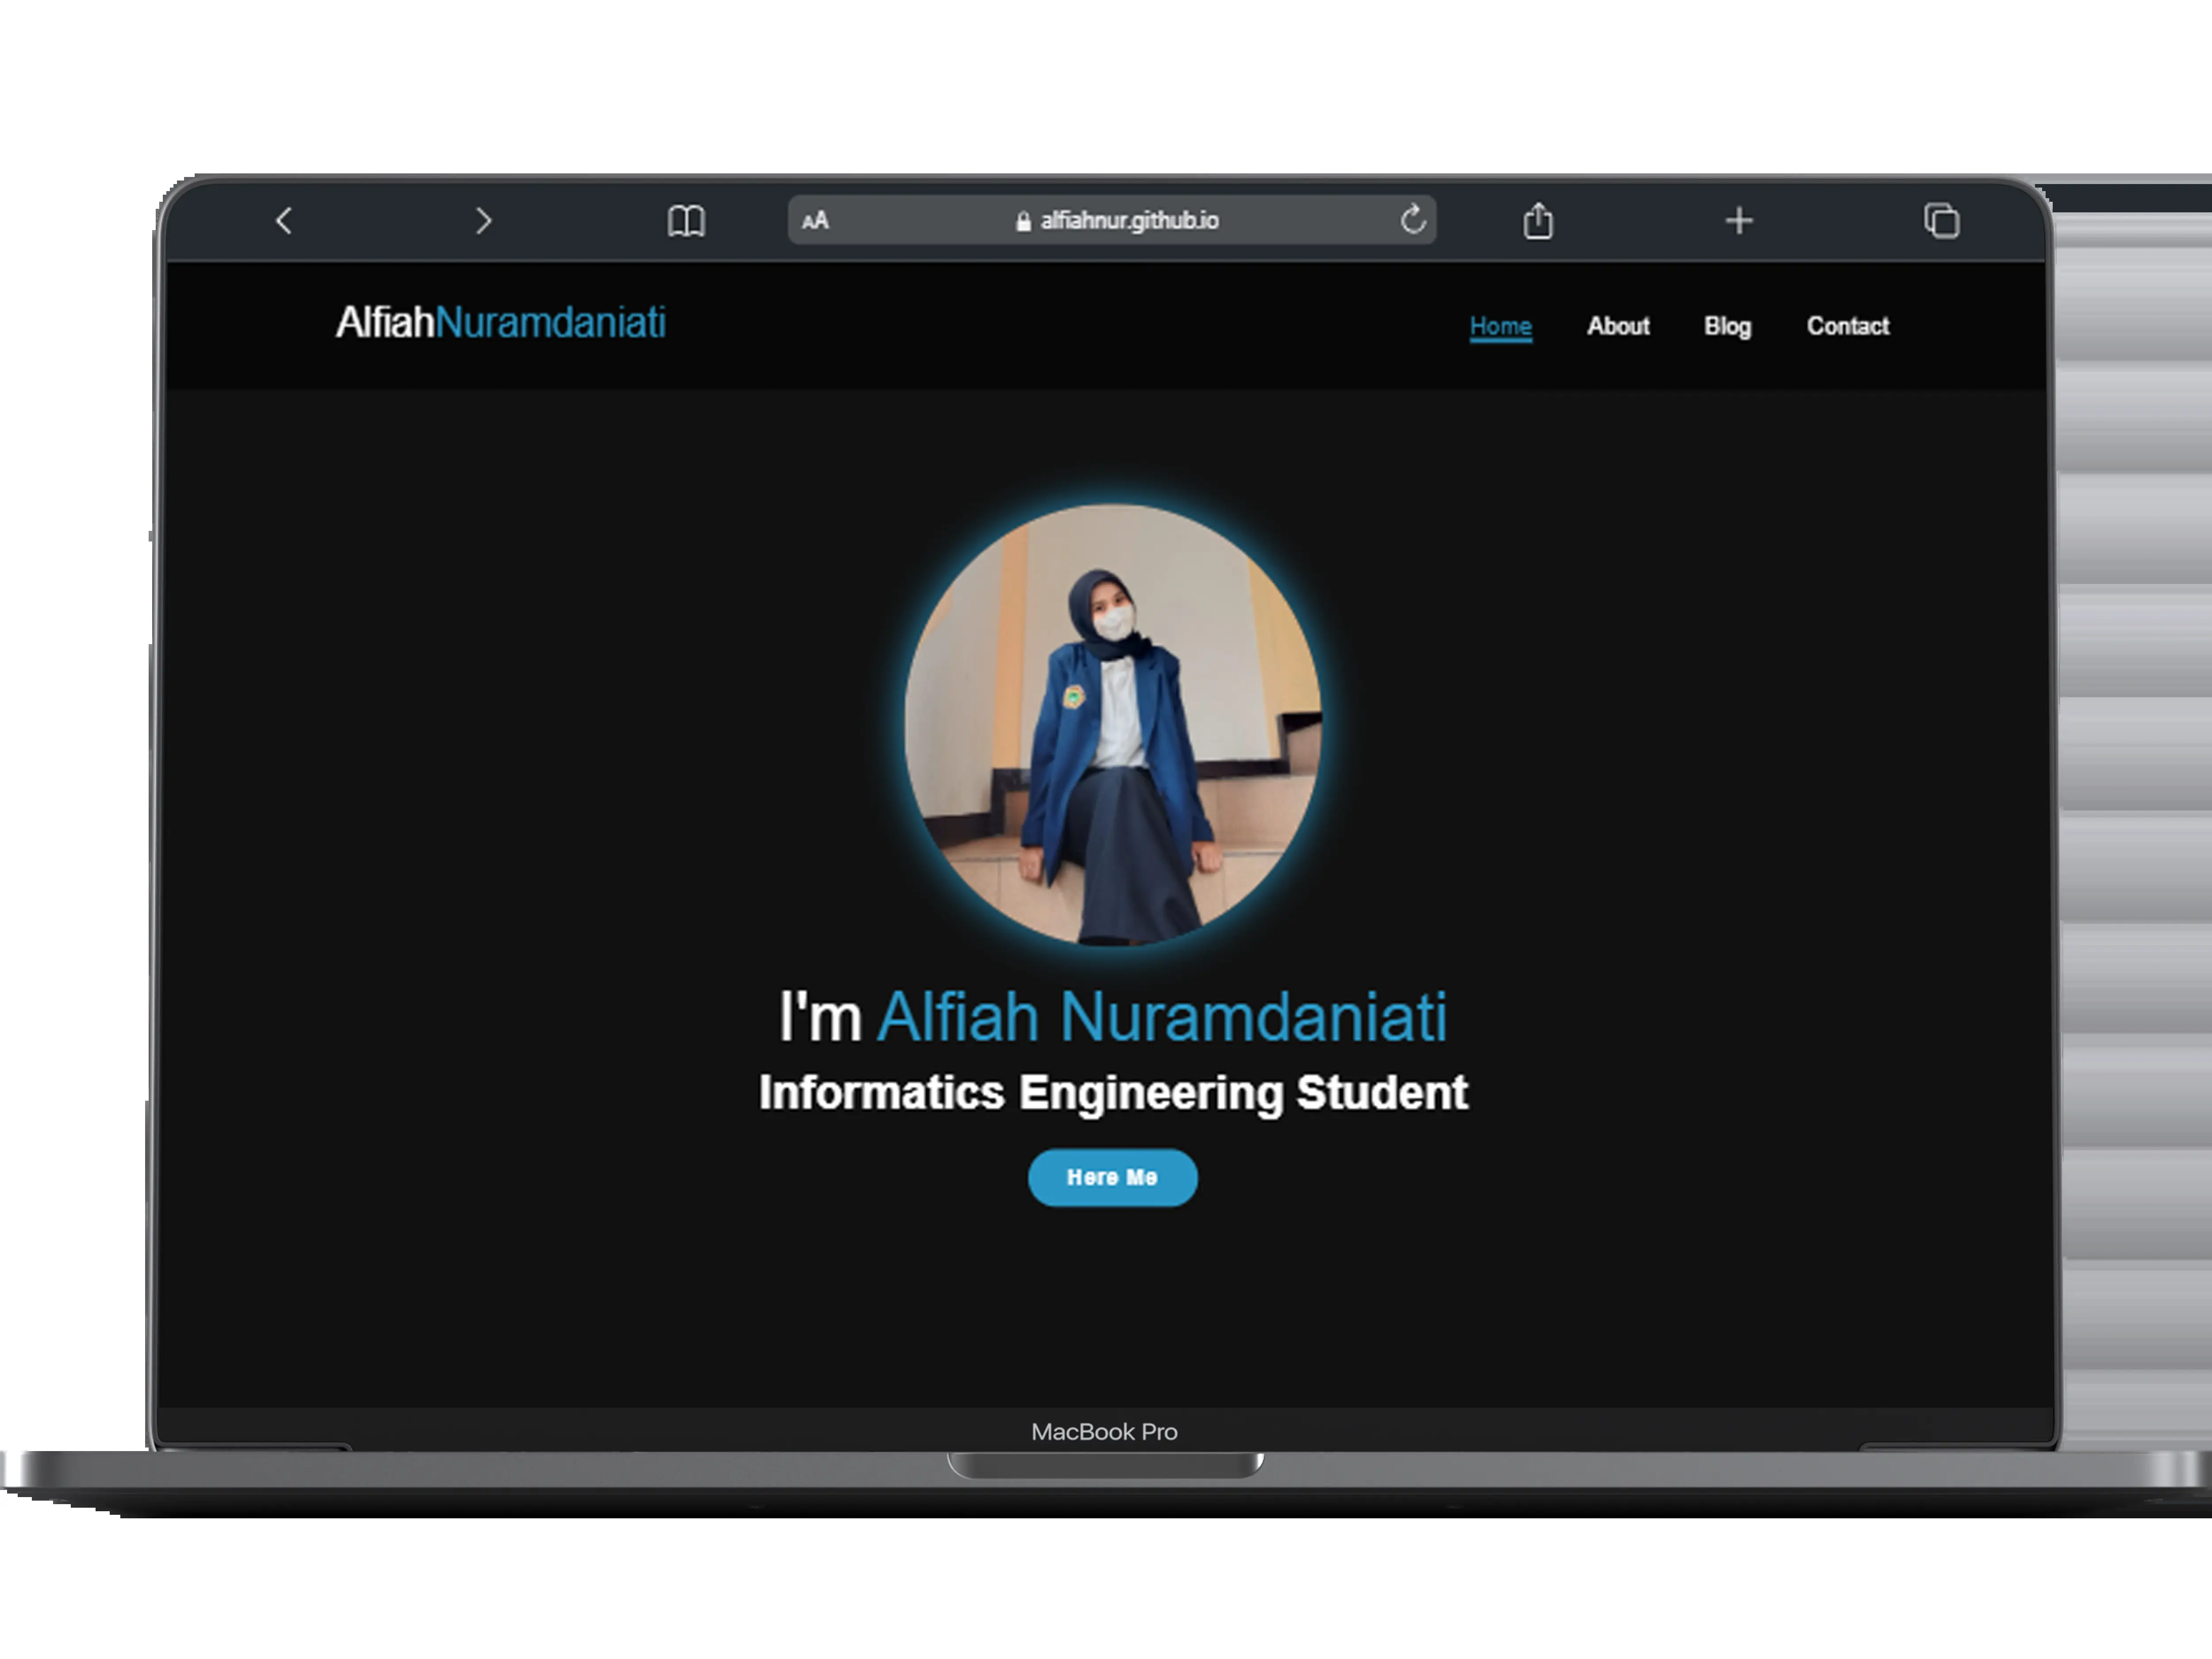 AA alfiahnur.github.io
AlfiahNuramdaniati Home About Blog Contact
I'm Alfiah Nuramdaniati
Informatics Engineering Student
Here Me
MacBook Pro